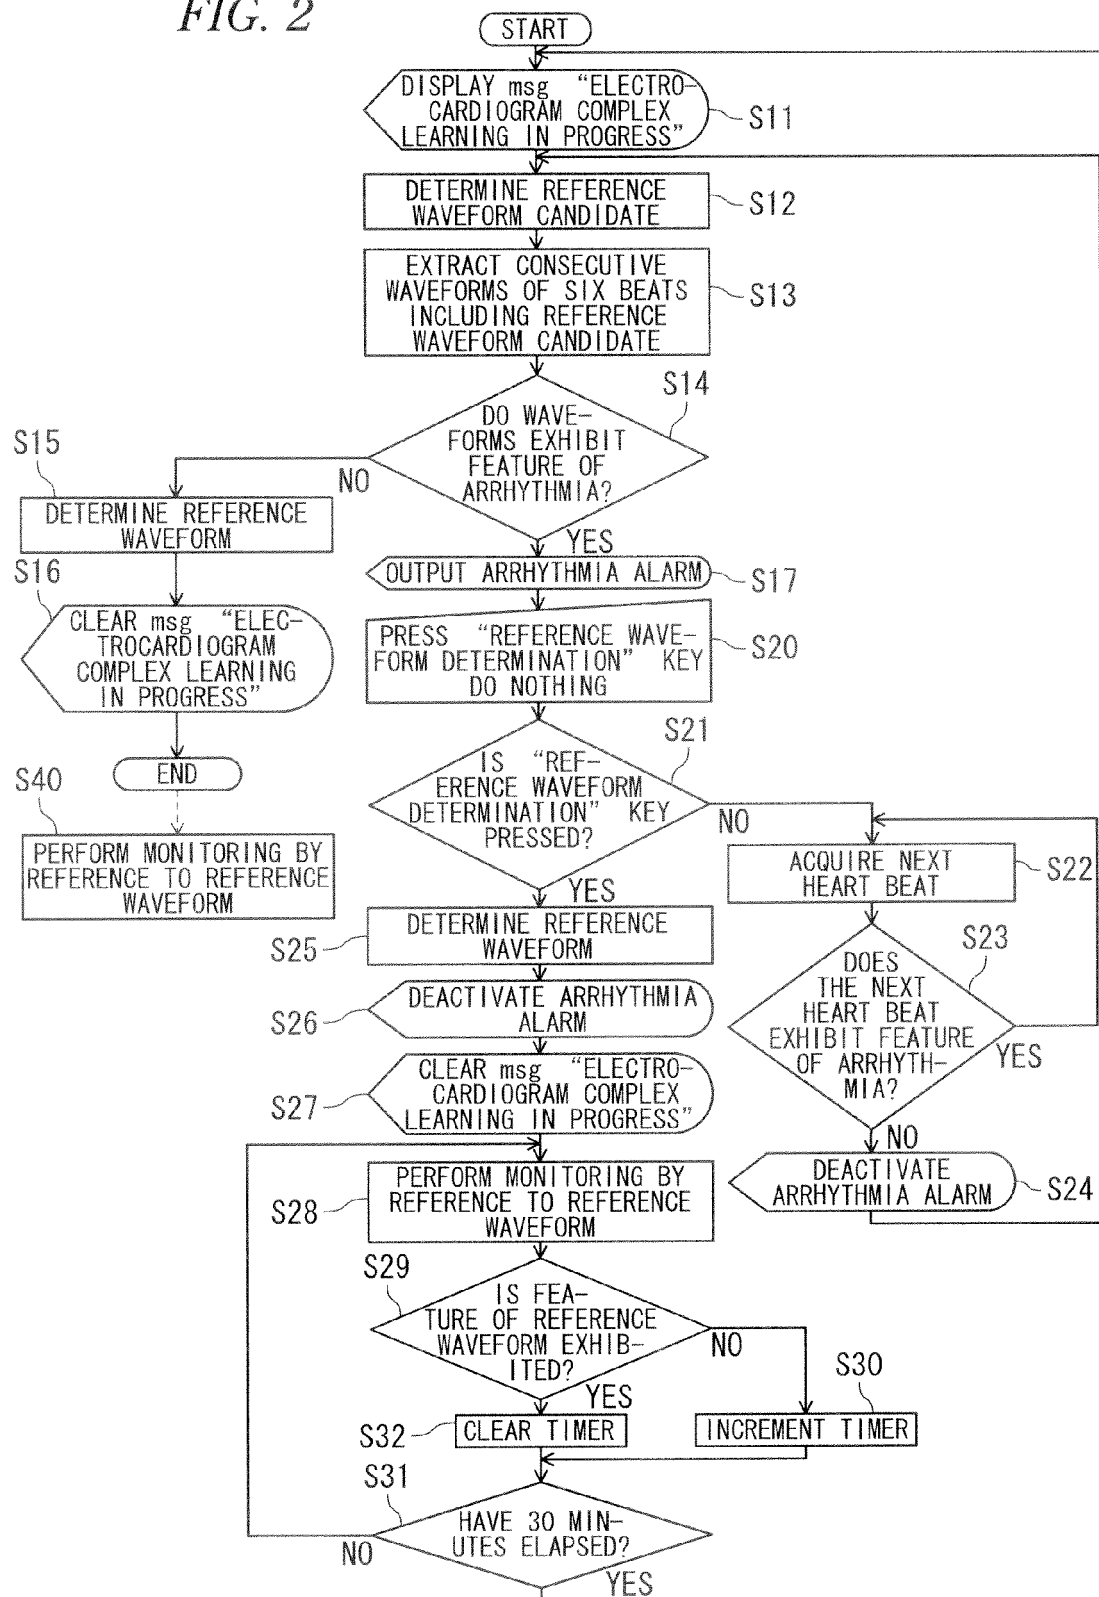 FIG. 2
START
DISPLAY msg “ELECTRO-
CARDIOGRAM COMPLEX
LEARNING IN PROGRESS”
S11
DETERMINE REFERENCE
WAVEFORM CANDIDATE
S12
EXTRACT CONSECUTIVE
WAVEFORMS OF SIX BEATS
INCLUDING REFERENCE
WAVEFORM CANDIDATE
S13
S14
DO WAVE-
FORMS EXHIBIT
FEATURE OF
ARRHYTHMIA?
NO
YES
S15
DETERMINE REFERENCE
WAVEFORM
S16
CLEAR msg “ELEC-
TROCARDIOGRAM
COMPLEX LEARNING
IN PROGRESS”
END
S40
PERFORM MONITORING BY
REFERENCE TO REFERENCE
WAVEFORM
OUTPUT ARRHYTHMIA ALARM
S17
PRESS “REFERENCE WAVE-
FORM DETERMINATION” KEY
DO NOTHING
S20
S21
IS “REF-
ERENCE WAVEFORM
DETERMINATION” KEY
PRESSED?
NO
YES
ACQUIRE NEXT
HEART BEAT
S22
S23
DOES
THE NEXT
HEART BEAT
EXHIBIT FEATURE
OF ARRHYTH-
MIA?
YES
NO
DEACTIVATE
ARRHYTHMIA ALARM
S24
S25
DETERMINE REFERENCE
WAVEFORM
S26
DEACTIVATE ARRHYTHMIA
ALARM
S27
CLEAR msg “ELECTRO-
CARDIOGRAM COMPLEX
LEARNING IN PROGRESS”
S28
PERFORM MONITORING BY
REFERENCE TO REFERENCE
WAVEFORM
S29
IS FEA-
TURE OF REFERENCE
WAVEFORM EXHIB-
ITED?
NO
YES
S30
INCREMENT TIMER
S32
CLEAR TIMER
S31
HAVE 30 MIN-
UTES ELAPSED?
NO
YES